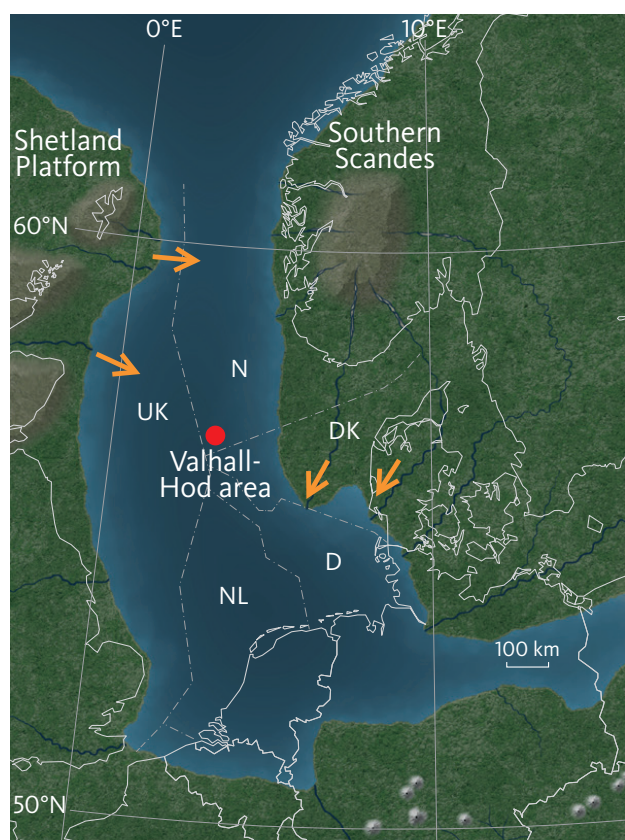 0°E
10°E
Shetland
Platform
Southern
Scandes
60°N
N
UK
DK
Valhall-
Hod area
D
NL
100 km
50°N